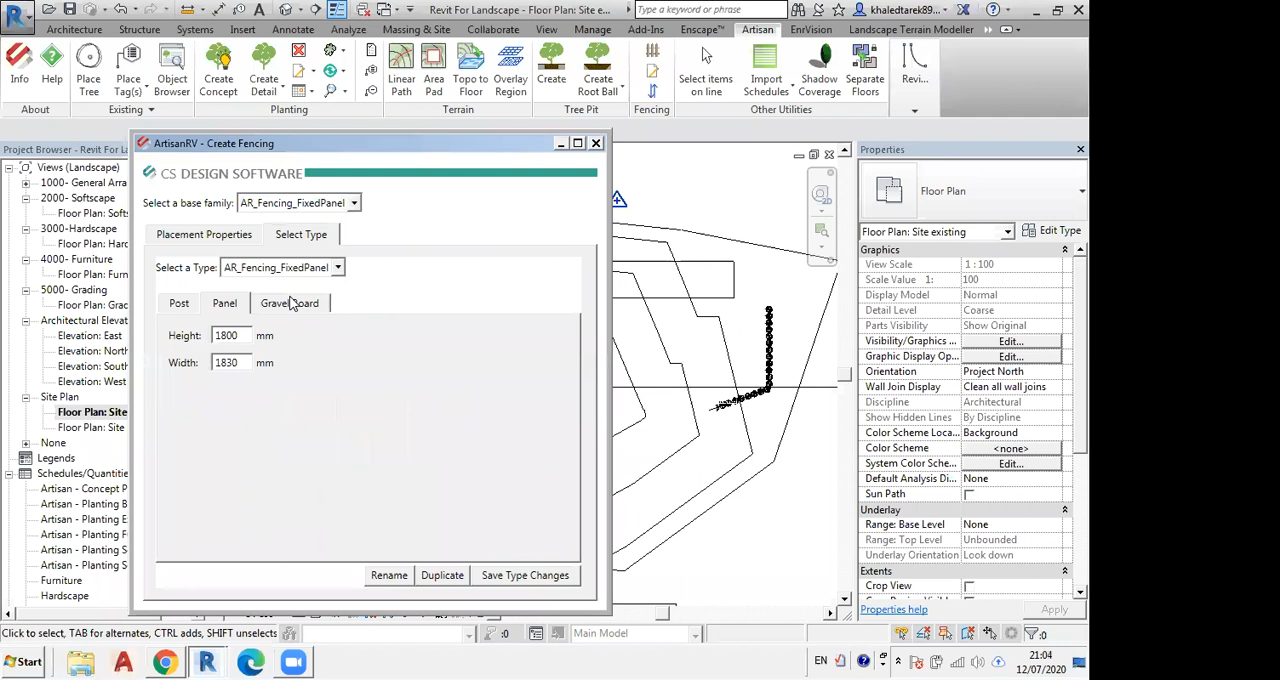 Revit For Landscape - Floor Plan: Site e...
Type a keyword or phrase
khaledtarek89...
Architecture Structure Systems Insert Annotate Analyze Massing & Site Collaborate View Manage Add-Ins Enscape™ Artisan EnVision Landscape Terrain Modeller
Info Help Place Tree Place Tag(s) Object Browser Create Concept Create Detail Linear Path Area Pad Topo to Floor Overlay Region Create Create Root Ball Select items on line Import Schedules Shadow Coverage Separate Floors Revi...
About Existing Planting Terrain Tree Pit Fencing Other Utilities
Project Browser - Revit For Lan
Views (Landscape)
1000- General Arra
2000- Softscape
Floor Plan: Soft
3000-Hardscape
Floor Plan: Har
4000- Furniture
Floor Plan: Furn
5000- Grading
Floor Plan: Grac
Architectural Elevat
Elevation: East
Elevation: North
Elevation: South
Elevation: West
Site Plan
Floor Plan: Site
Floor Plan: Site
None
Legends
Schedules/Quantities
Artisan - Concept P
Artisan - Planting B
Artisan - Planting E
Artisan - Planting F
Artisan - Planting S
Artisan - Planting S
Furniture
Hardscape
ArtisanRV - Create Fencing
CS DESIGN SOFTWARE
Select a base family: AR_Fencing_FixedPanel
Placement Properties Select Type
Select a Type: AR_Fencing_FixedPanel
Post Panel Gravel Board
Height: 1800 mm
Width: 1830 mm
Rename Duplicate Save Type Changes
2D
Properties
Floor Plan
Floor Plan: Site existing Edit Type
Graphics
View Scale 1 : 100
Scale Value 1: 100
Display Model Normal
Detail Level Coarse
Parts Visibility Show Original
Visibility/Graphics ... Edit...
Graphic Display Op... Edit...
Orientation Project North
Wall Join Display Clean all wall joins
Discipline Architectural
Show Hidden Lines By Discipline
Color Scheme Loca... Background
Color Scheme <none>
System Color Sche... Edit...
Default Analysis Di... None
Sun Path
Underlay
Range: Base Level None
Range: Top Level Unbounded
Underlay Orientation Look down
Extents
Crop View
Properties help Apply
Click to select, TAB for alternates, CTRL adds, SHIFT unselects :0 Main Model :0
Start EN 21:04
12/07/2020